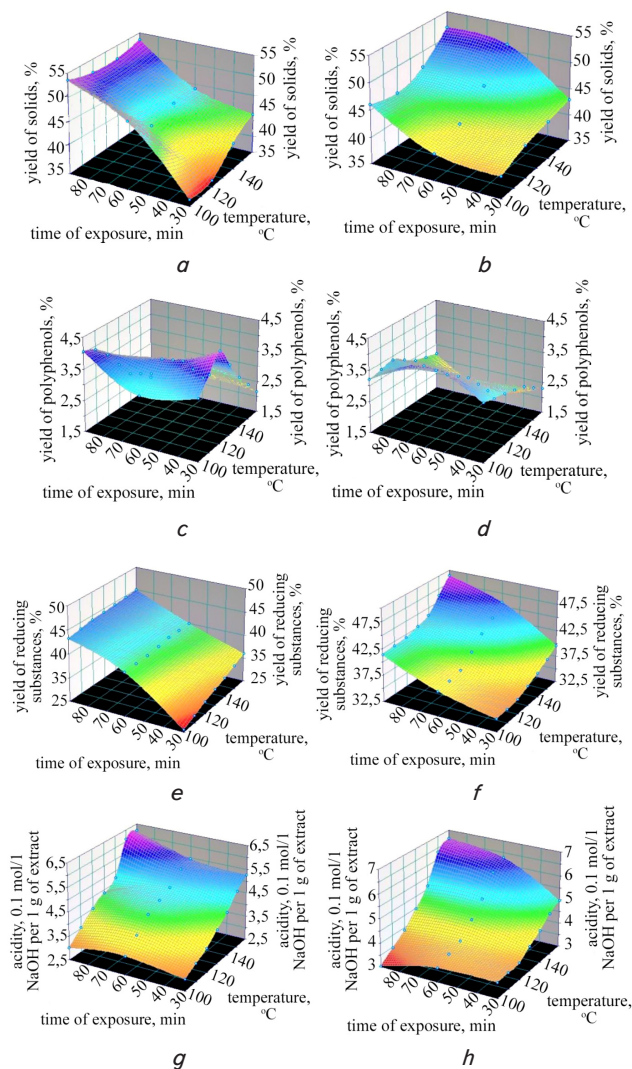 yield of solids, %
55
50
45
40
35
80
70
60
50
40
30
100
120
140
55
50
45
40
35
yield of solids, %
time of exposure, min
temperature,
ºC
a
yield of solids, %
55
50
45
40
35
80
70
60
50
40
30
100
120
140
55
50
45
40
35
yield of solids, %
time of exposure, min
temperature,
ºC
b
yield of polyphenols, %
4,5
3,5
2,5
1,5
80
70
60
50
40
30
100
120
140
4,5
3,5
2,5
1,5
yield of polyphenols, %
time of exposure, min
temperature,
ºC
c
yield of polyphenols, %
4,5
3,5
2,5
1,5
80
70
60
50
40
30
100
120
140
4,5
3,5
2,5
1,5
yield of polyphenols, %
time of exposure, min
temperature,
ºC
d
yield of reducing
substances, %
50
45
40
35
25
80
70
60
50
40
30
100
120
140
50
45
40
35
25
yield of reducing
substances, %
time of exposure, min
temperature,
ºC
e
yield of reducing
substances, %
47,5
42,5
37,5
32,5
80
70
60
50
40
30
100
120
140
47,5
42,5
37,5
32,5
yield of reducing
substances, %
time of exposure, min
temperature,
ºC
f
acidity, 0.1 mol/1
NaOH per 1 g of extract
6,5
5,5
4,5
3,5
2,5
80
70
60
50
40
30
100
120
140
6,5
5,5
4,5
3,5
2,5
acidity, 0.1 mol/1
NaOH per 1 g of extract
time of exposure, min
temperature,
ºC
g
acidity, 0.1 mol/1
NaOH per 1 g of extract
7
6
5
4
3
80
70
60
50
40
30
100
120
140
7
6
5
4
3
acidity, 0.1 mol/1
NaOH per 1 g of extract
time of exposure, min
temperature,
ºC
h